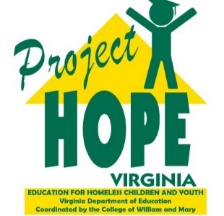 Project
HOPE
VIRGINIA
EDUCATION FOR HOMELESS CHILDREN AND YOUTH
Virginia Department of Education
Coordinated by the College of William and Mary